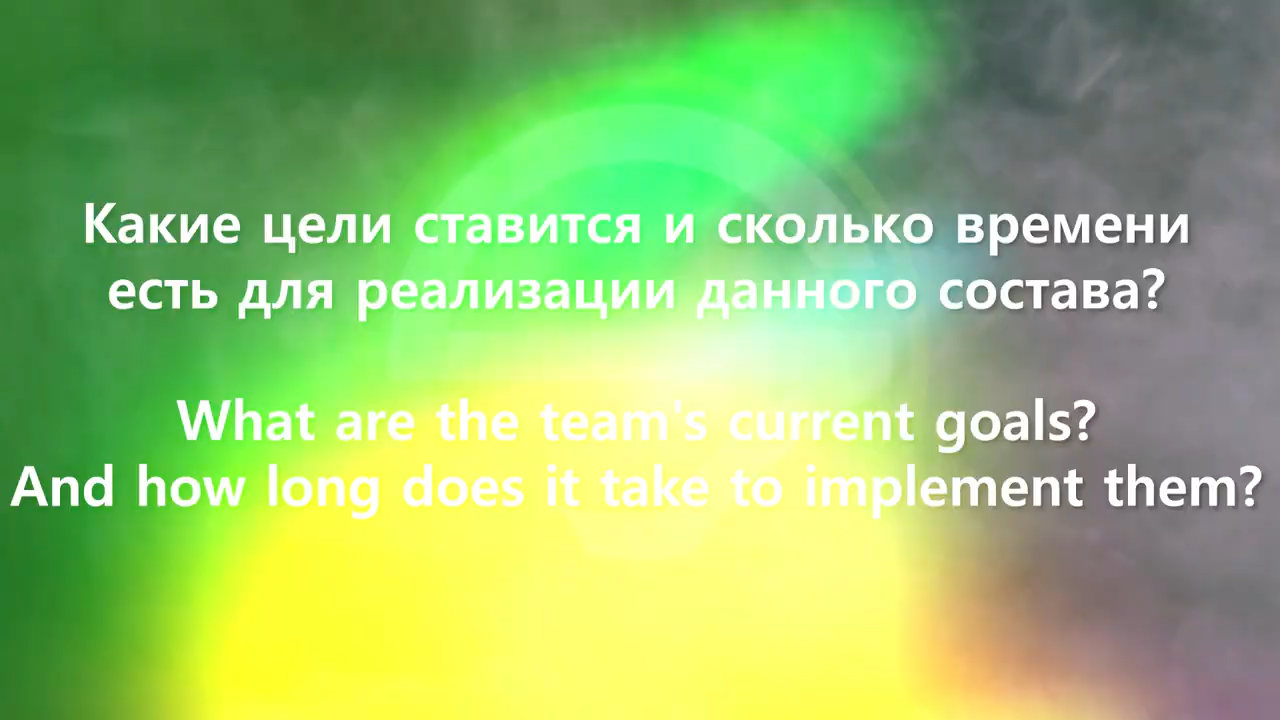 Какие цели ставится и сколько времени
есть для реализации данного состава?
What are the team's current goals?
And how long does it take to implement them?